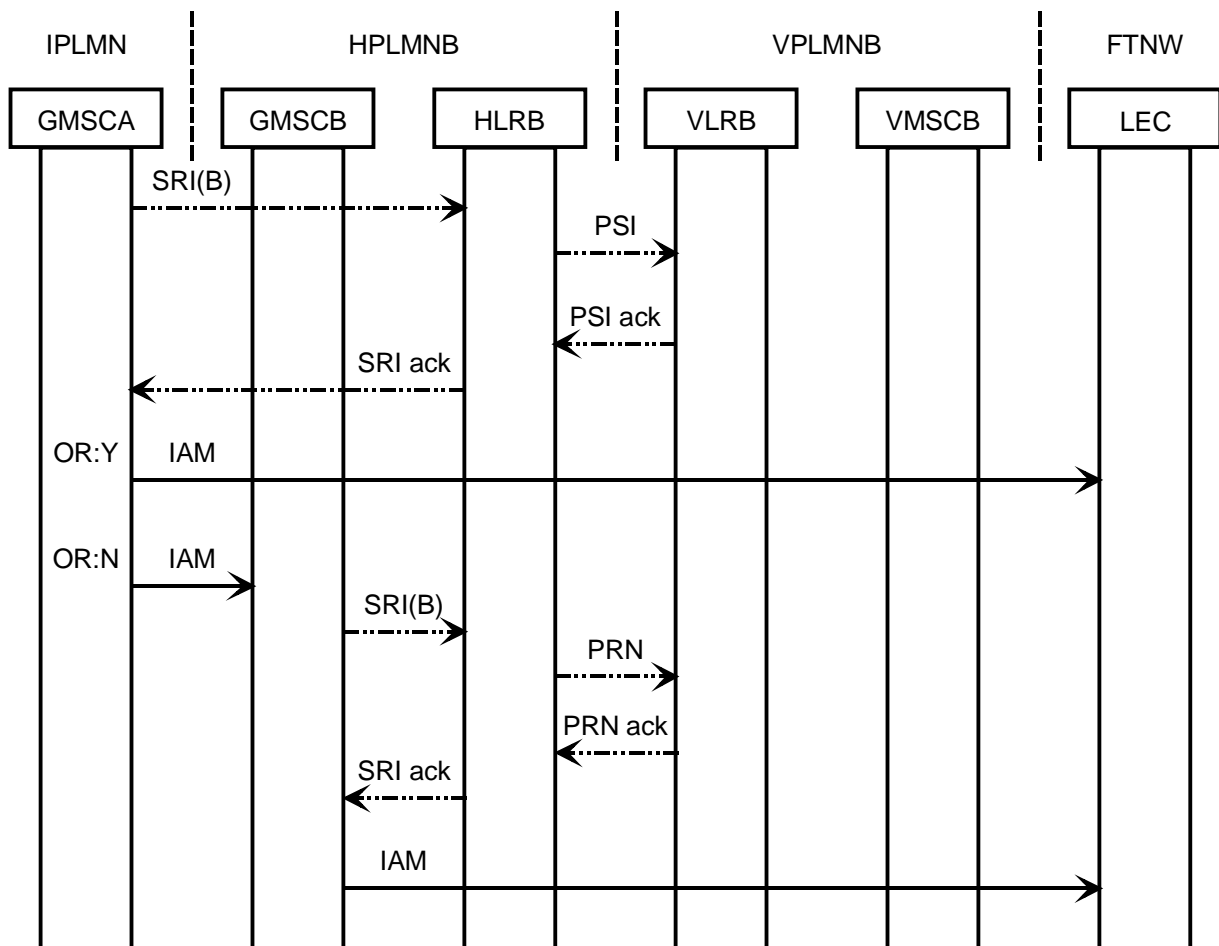 IPLMN HPLMNB VPLMNB FTNW
GMSCA GMSCB HLRB VLRB VMSCB LEC
SRI(B)
PSI
PSI ack
SRI ack
OR:Y IAM
OR:N IAM
SRI(B)
PRN
PRN ack
SRI ack
IAM